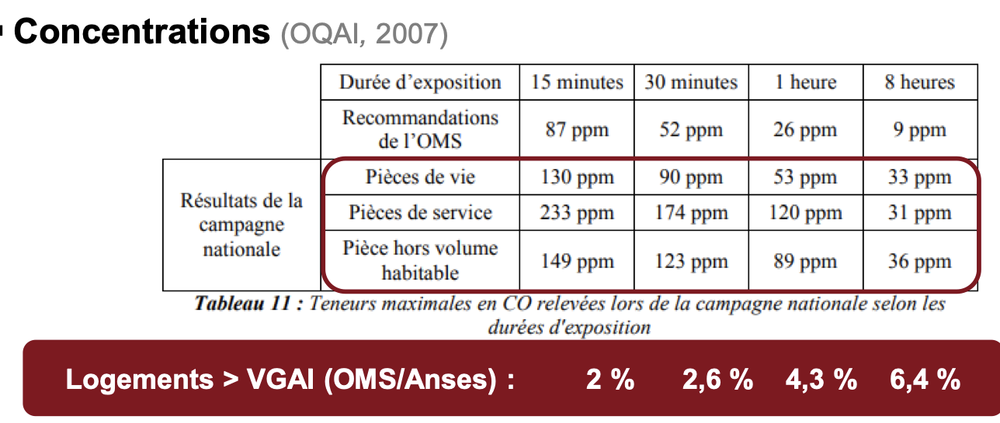 Concentrations (OQAI, 2007)
Durée d’exposition 15 minutes 30 minutes 1 heure 8 heures
Recommandations
de l’OMS 87 ppm 52 ppm 26 ppm 9 ppm
Résultats de la
campagne
nationale
Pièces de vie 130 ppm 90 ppm 53 ppm 33 ppm
Pièces de service 233 ppm 174 ppm 120 ppm 31 ppm
Pièce hors volume
habitable 149 ppm 123 ppm 89 ppm 36 ppm
Tableau 11 : Teneurs maximales en CO relevées lors de la campagne nationale selon les
durées d'exposition
Logements > VGAI (OMS/Anses) : 2 % 2,6 % 4,3 % 6,4 %